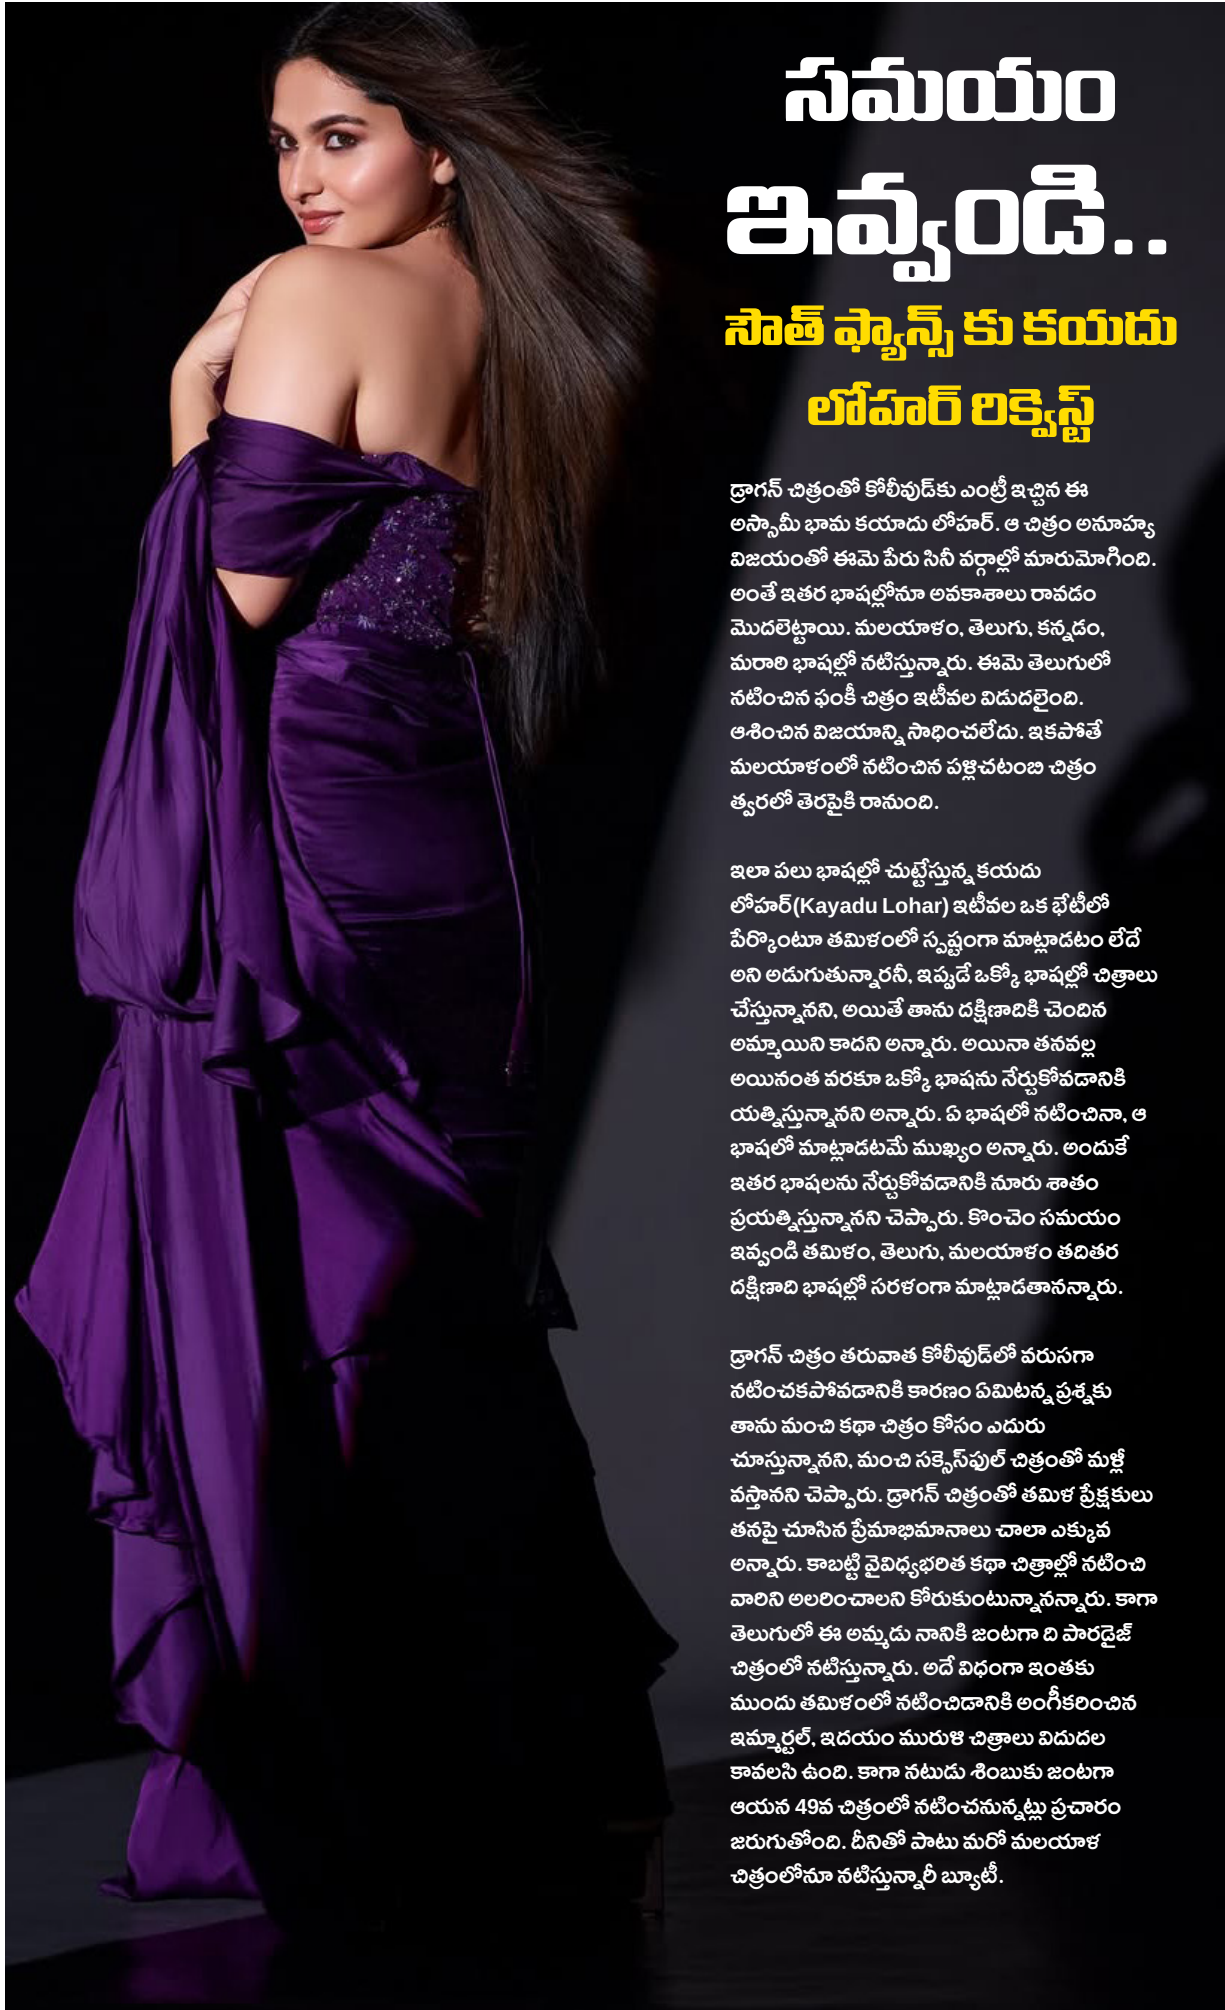 సమయం
ఇవ్వండి..
సౌత్ ఫ్యాన్స్ కు కయదు
లోహర్ రిక్వెస్ట్
డ్రాగన్ చిత్రంతో కోలీవుడ్‌కు ఎంట్రీ ఇచ్చిన ఈ
అస్సామీ భామ కయాదు లోహర్. ఆ చిత్రం అనూహ్య
విజయంతో ఈమె పేరు సినీ వర్గాల్లో మారుమోగింది.
అంతే ఇతర భాషల్లోనూ అవకాశాలు రావడం
మొదలెట్టాయి. మలయాళం, తెలుగు, కన్నడం,
మరాఠి భాషల్లో నటిస్తున్నారు. ఈమె తెలుగులో
నటించిన ఫంకీ చిత్రం ఇటీవల విడుదలైంది.
ఆశించిన విజయాన్ని సాధించలేదు. ఇకపోతే
మలయాళంలో నటించిన పళ్లిచటంబి చిత్రం
త్వరలో తెరపైకి రానుంది.
ఇలా పలు భాషల్లో చుట్టేస్తున్న కయదు
లోహర్(Kayadu Lohar) ఇటీవల ఒక భేటీలో
పేర్కొంటూ తమిళంలో స్పష్టంగా మాట్లాడటం లేదే
అని అడుగుతున్నారనీ, ఇప్వడే ఒక్కో భాషల్లో చిత్రాలు
చేస్తున్నానని, అయితే తాను దక్షిణాదికి చెందిన
అమ్మాయిని కాదని అన్నారు. అయినా తనవల్ల
అయినంత వరకూ ఒక్కో భాషను నేర్చుకోవడానికి
యత్నిస్తున్నానని అన్నారు. ఏ భాషలో నటించినా, ఆ
భాషలో మాట్లాడటమే ముఖ్యం అన్నారు. అందుకే
ఇతర భాషలను నేర్చుకోవడానికి నూరు శాతం
ప్రయత్నిస్తున్నానని చెప్పారు. కొంచెం సమయం
ఇవ్వండి తమిళం, తెలుగు, మలయాళం తదితర
దక్షిణాది భాషల్లో సరళంగా మాట్లాడతానన్నారు.
డ్రాగన్ చిత్రం తరువాత కోలీవుడ్‌లో వరుసగా
నటించకపోవడానికి కారణం ఏమిటన్న ప్రశ్నకు
తాను మంచి కథా చిత్రం కోసం ఎదురు
చూస్తున్నానని, మంచి సక్సెస్‌ఫుల్ చిత్రంతో మళ్లీ
వస్తానని చెప్పారు. డ్రాగన్ చిత్రంతో తమిళ ప్రేక్షకులు
తనపై చూసిన ప్రేమాభిమానాలు చాలా ఎక్కువ
అన్నారు. కాబట్టి వైవిధ్యభరిత కథా చిత్రాల్లో నటించి
వారిని అలరించాలని కోరుకుంటున్నానన్నారు. కాగా
తెలుగులో ఈ అమ్మడు నానికి జంటగా ది పారడైజ్
చిత్రంలో నటిస్తున్నారు. అదే విధంగా ఇంతకు
ముందు తమిళంలో నటించిడానికి అంగీకరించిన
ఇమ్మార్టల్, ఇదయం మురుళి చిత్రాలు విదుదల
కావలసి ఉంది. కాగా నటుడు శింబుకు జంటగా
ఆయన 49వ చిత్రంలో నటించనున్నట్లు ప్రచారం
జరుగుతోంది. దీనితో పాటు మరో మలయాళ
చిత్రంలోనూ నటిస్తున్నారీ బ్యూటీ.